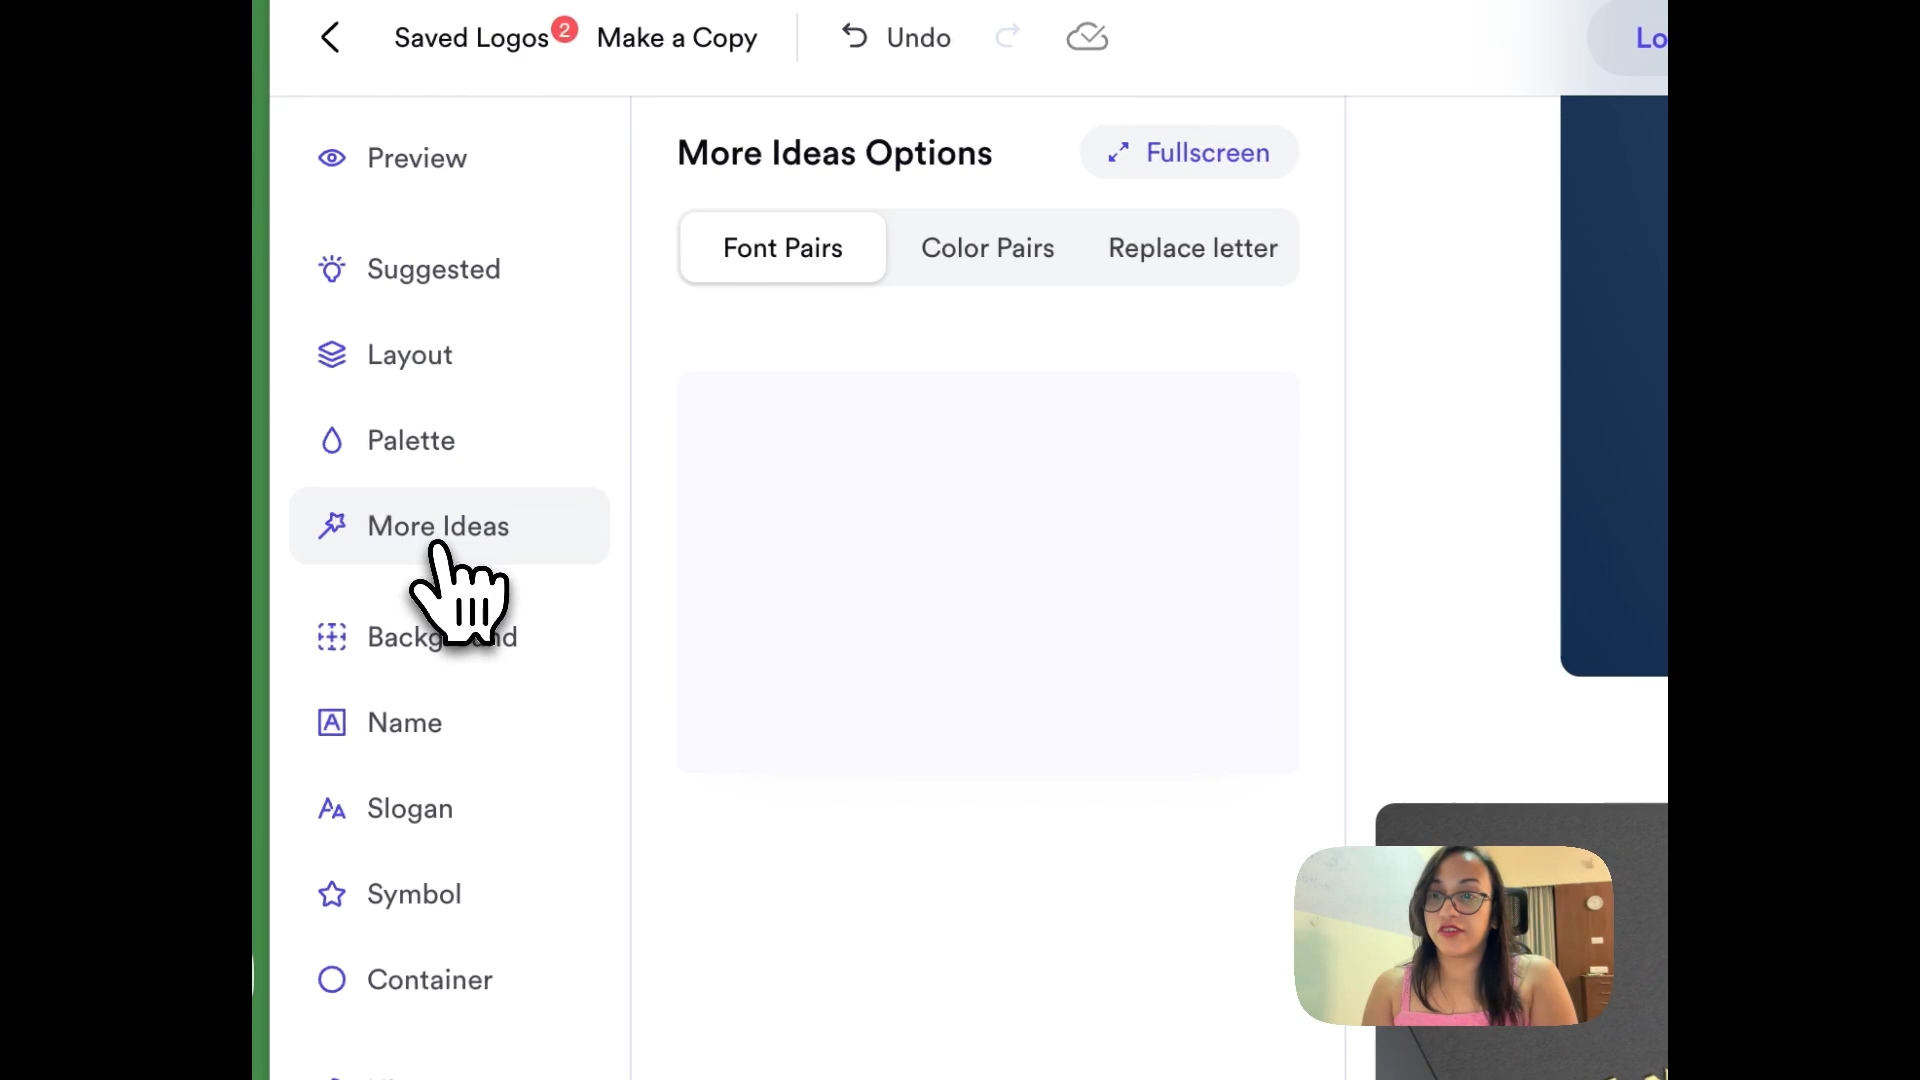 Saved Logos 2 Make a Copy Undo Lo
Preview
More Ideas Options Fullscreen
Font Pairs Color Pairs Replace letter
Suggested
Layout
Palette
More Ideas
Background
Name
Slogan
Symbol
Container